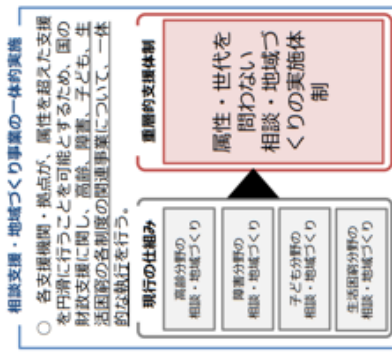 相談支援・地域づくり事業の一体的実施
○ 各支援機関・拠点が、属性を超えた支援
を円滑に行うことを可能とするため、国の
財政支援に関し、高齢、障害、子ども、生
活困窮の各制度の関連事業について、一体
的な執行を行う。
現行の仕組み
高齢分野の
相談・地域づくり
障害分野の
相談・地域づくり
子ども分野の
相談・地域づくり
生活困窮分野の
相談・地域づくり
重層的支援体制
属性・世代を
問わない
相談・地域づ
くりの実施体
制